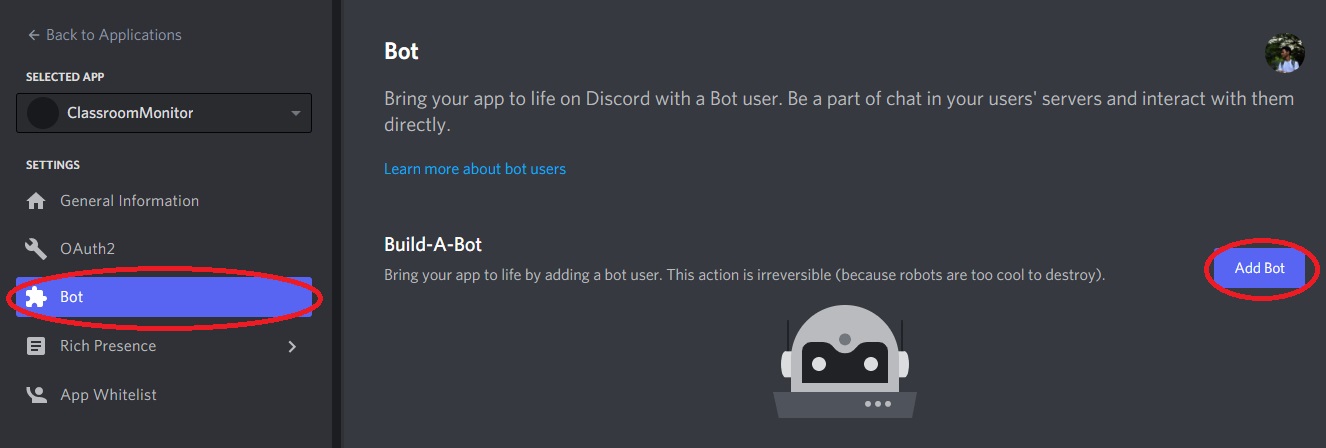 ← Back to Applications
SELECTED APP
ClassroomMonitor
SETTINGS
General Information
OAuth2
Bot
Rich Presence
App Whitelist
Bot
Bring your app to life on Discord with a Bot user. Be a part of chat in your users' servers and interact with them
directly.
Learn more about bot users
Build-A-Bot
Bring your app to life by adding a bot user. This action is irreversible (because robots are too cool to destroy).
Add Bot